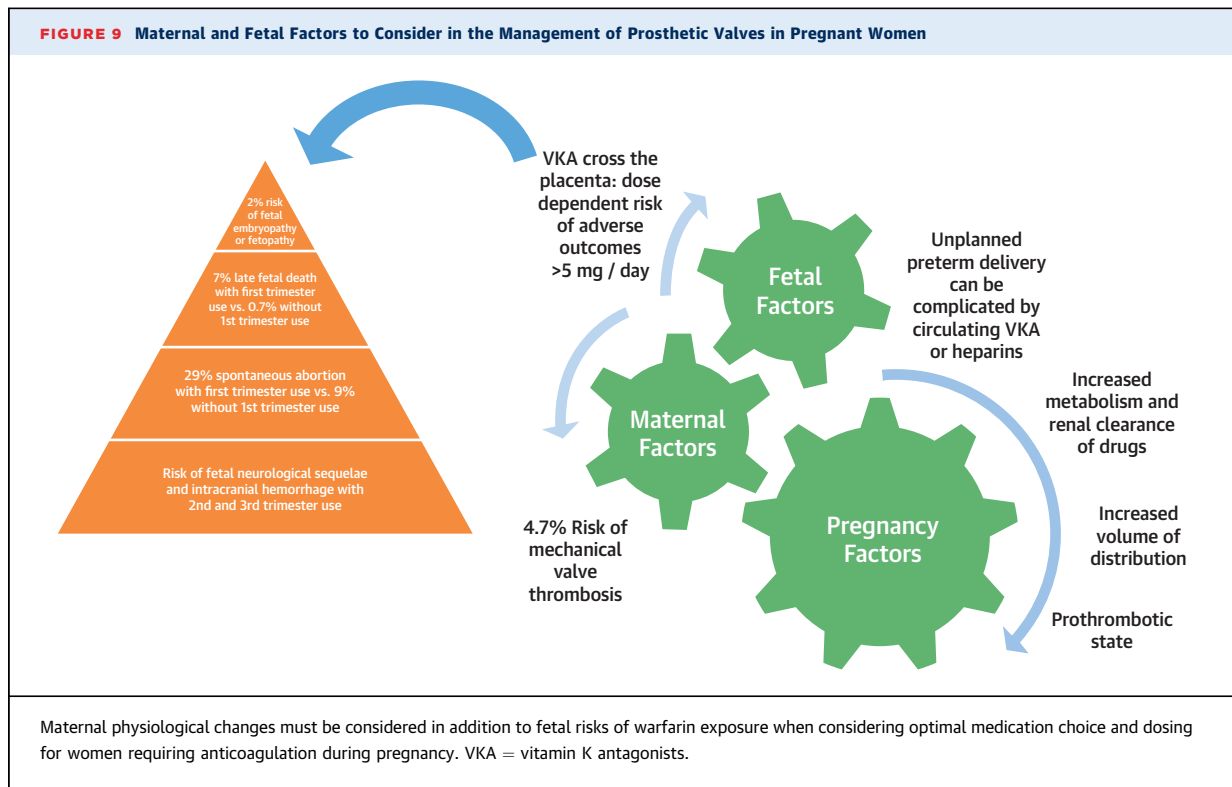 FIGURE 9 Maternal and Fetal Factors to Consider in the Management of Prosthetic Valves in Pregnant Women
2% risk
of fetal
embryopathy
or fetopathy
7% late fetal death
with first trimester
use vs. 0.7% without
1st trimester use
29% spontaneous abortion
with first trimester use vs. 9%
without 1st trimester use
Risk of fetal neurological sequelae
and intracranial hemorrhage with
2nd and 3rd trimester use
VKA cross the
placenta: dose
dependent risk
of adverse
outcomes
>5 mg / day
Fetal
Factors
Unplanned
preterm delivery
can be
complicated by
circulating VKA
or heparins
Maternal
Factors
4.7% Risk of
mechanical
valve
thrombosis
Pregnancy
Factors
Increased
metabolism and
renal clearance
of drugs
Increased
volume of
distribution
Prothrombotic
state
Maternal physiological changes must be considered in addition to fetal risks of warfarin exposure when considering optimal medication choice and dosing
for women requiring anticoagulation during pregnancy. VKA = vitamin K antagonists.